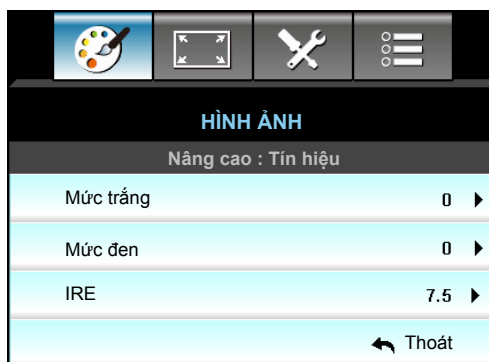 HÌNH ẢNH
Nâng cao : Tín hiệu
Mức trắng 0
Mức đen 0
IRE 7.5
Thoát